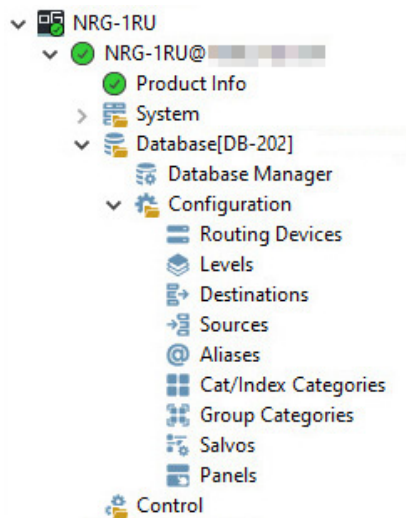 NRG-1RU
NRG-1RU@
Product Info
System
Database[DB-202]
Database Manager
Configuration
Routing Devices
Levels
Destinations
Sources
Aliases
Cat/Index Categories
Group Categories
Salvos
Panels
Control